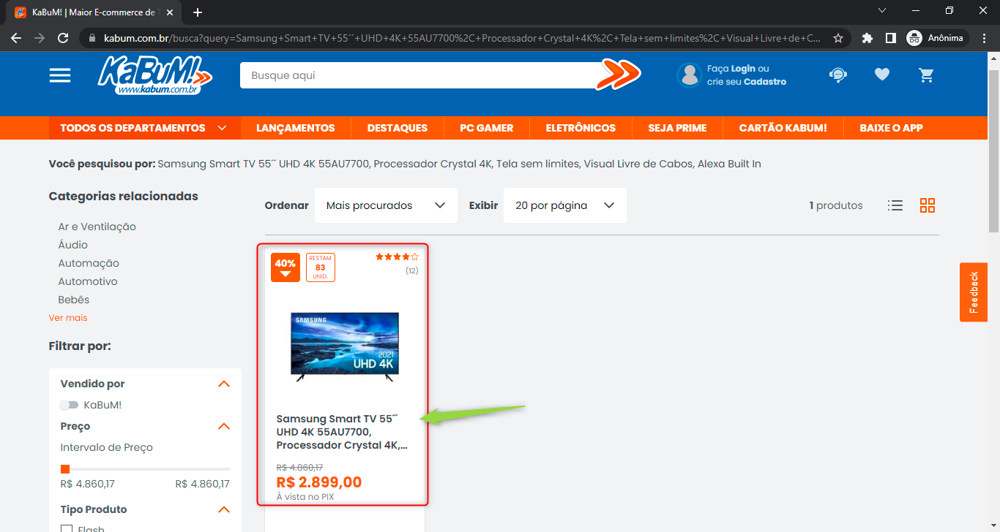 KaBuM! | Maior E-commerce de T
kabum.com.br/busca?query=Samsung+Smart+TV+55´´+UHD+4K+55AU7700%2C+Processador+Crystal+4K%2C+Tela+sem+limites%2C+Visual+Livre+de+C...
Anônima
KaBuM!
www.kabum.com.br
Busque aqui
Faça Login ou
crie seu Cadastro
TODOS OS DEPARTAMENTOS LANÇAMENTOS DESTAQUES PC GAMER ELETRÔNICOS SEJA PRIME CARTÃO KABUM! BAIXE O APP
Você pesquisou por: Samsung Smart TV 55´´ UHD 4K 55AU7700, Processador Crystal 4K, Tela sem limites, Visual Livre de Cabos, Alexa Built In
Categorias relacionadas
Ar e Ventilação
Áudio
Automação
Automotivo
Bebês
Ver mais
Filtrar por:
Vendido por
KaBuM!
Preço
Intervalo de Preço
R$ 4.860,17 R$ 4.860,17
Tipo Produto
Flash
Ordenar Mais procurados Exibir 20 por página 1 produtos
40%
RESTAM
83
UNID.
(12)
SAMSUNG
2021
UHD 4K
Samsung Smart TV 55´´
UHD 4K 55AU7700,
Processador Crystal 4K,...
R$ 4.860,17
R$ 2.899,00
À vista no PIX
Feedback